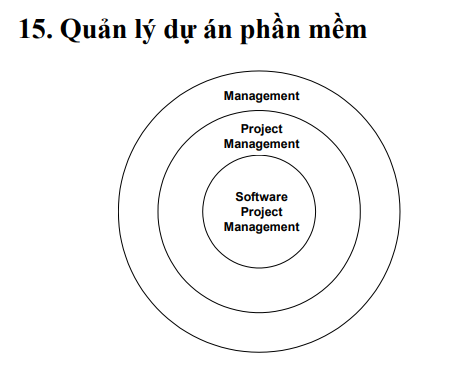 15. Quản lý dự án phần mềm
Management
Project
Management
Software
Project
Management